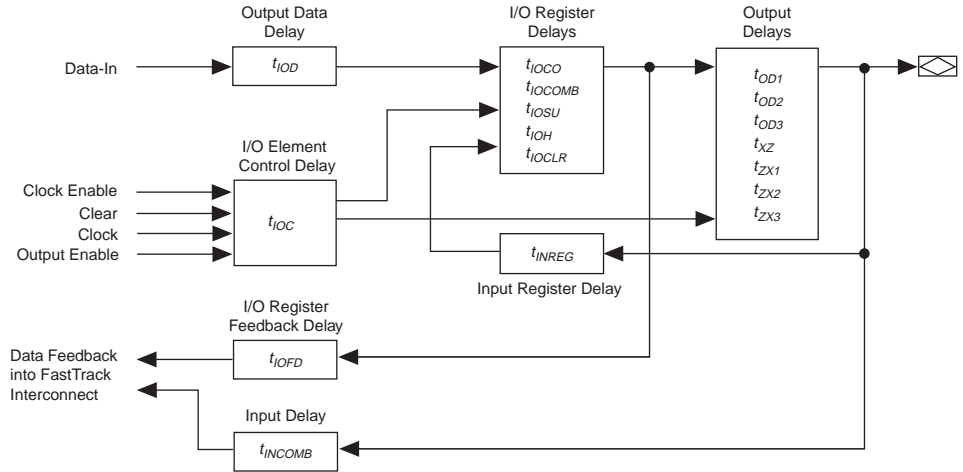 Output Data
Delay
I/O Register
Delays
Output
Delays
Data-In
tIOD
tIOCO
tIOCOMB
tIOSU
tIOH
tIOCLR
tOD1
tOD2
tOD3
tXZ
tZX1
tZX2
tZX3
I/O Element
Control Delay
Clock Enable
Clear
Clock
Output Enable
tIOC
tINREG
Input Register Delay
I/O Register
Feedback Delay
Data Feedback
into FastTrack
Interconnect
tIOFD
Input Delay
tINCOMB